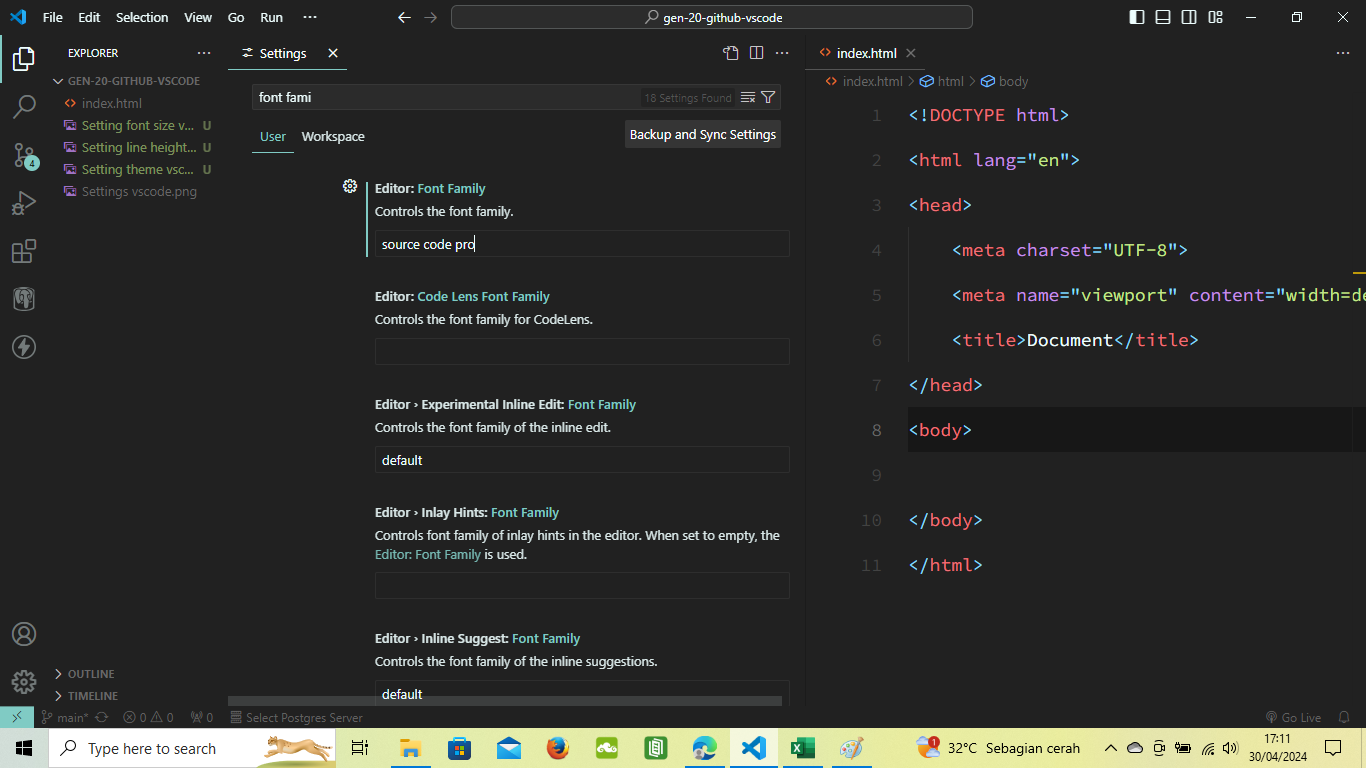 File Edit Selection View Go Run ···
gen-20-github-vscode
EXPLORER
GEN-20-GITHUB-VSCODE
index.html
Setting font size v... U
Setting line height... U
Setting theme vsc... U
Settings vscode.png
OUTLINE
TIMELINE
4
Settings
font fami
18 Settings Found
User Workspace
Backup and Sync Settings
Editor: Font Family
Controls the font family.
source code pro
Editor: Code Lens Font Family
Controls the font family for CodeLens.
Editor › Experimental Inline Edit: Font Family
Controls the font family of the inline edit.
default
Editor › Inlay Hints: Font Family
Controls font family of inlay hints in the editor. When set to empty, the
Editor: Font Family is used.
Editor › Inline Suggest: Font Family
Controls the font family of the inline suggestions.
default
index.html
index.html > html > body
1 <!DOCTYPE html>
2 <html lang="en">
3 <head>
4 <meta charset="UTF-8">
5 <meta name="viewport" content="width=de
6 <title>Document</title>
7 </head>
8 <body>
9
10 </body>
11 </html>
main* 0 0 0 Select Postgres Server Go Live
Type here to search
32°C Sebagian cerah
17:11
30/04/2024